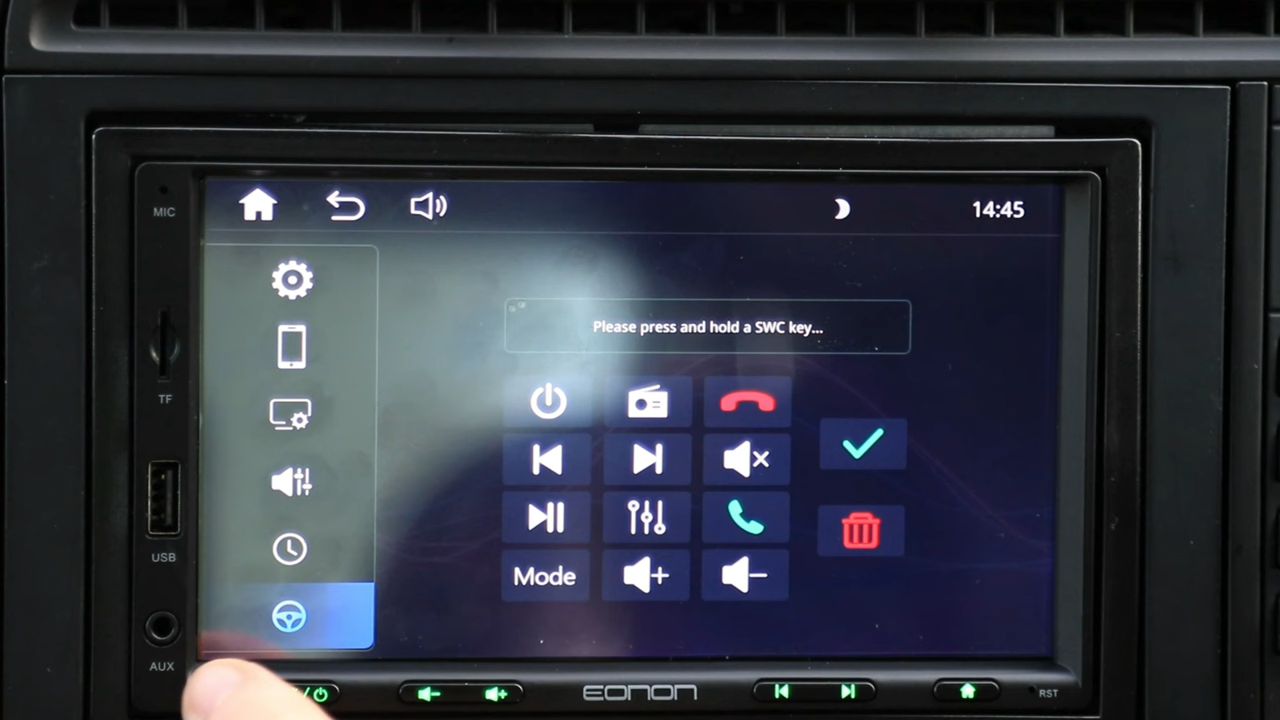 MIC
14:45
TF
Please press and hold a SWC key...
USB
Mode
AUX
EONON
RST